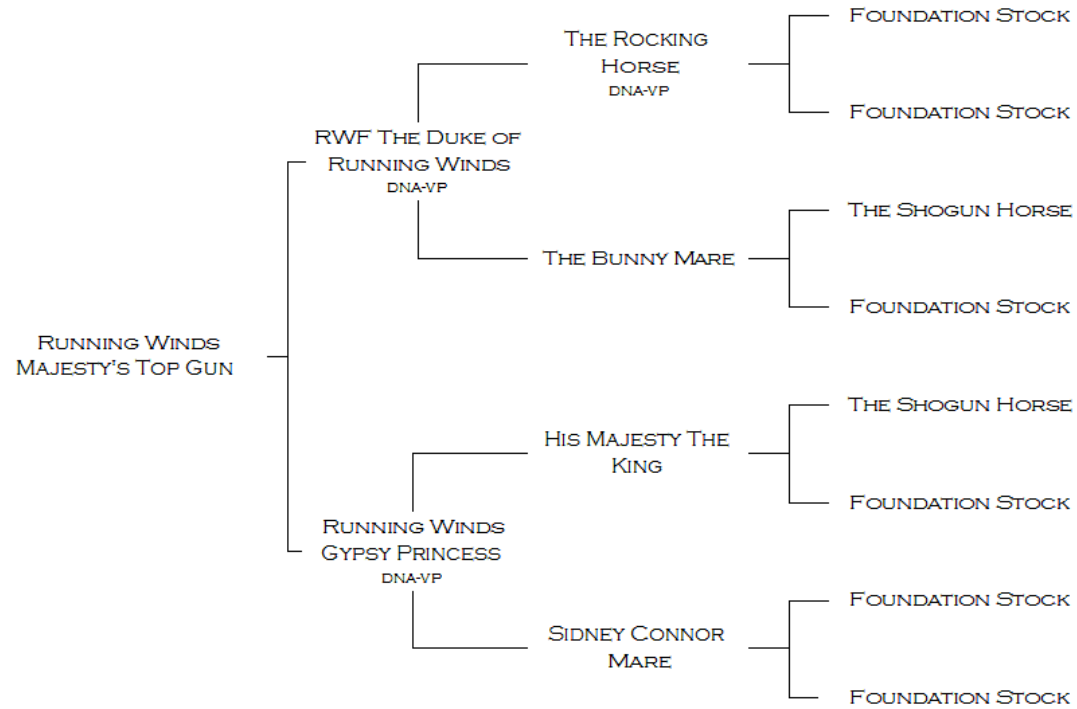 Foundation Stock
The Rocking
Horse
DNA-VP
Foundation Stock
RWF The Duke of
Running Winds
DNA-VP
The Shogun Horse
The Bunny Mare
Foundation Stock
Running Winds
Majesty's Top Gun
The Shogun Horse
His Majesty The
King
Foundation Stock
Running Winds
Gypsy Princess
DNA-VP
Foundation Stock
Sidney Connor
Mare
Foundation Stock